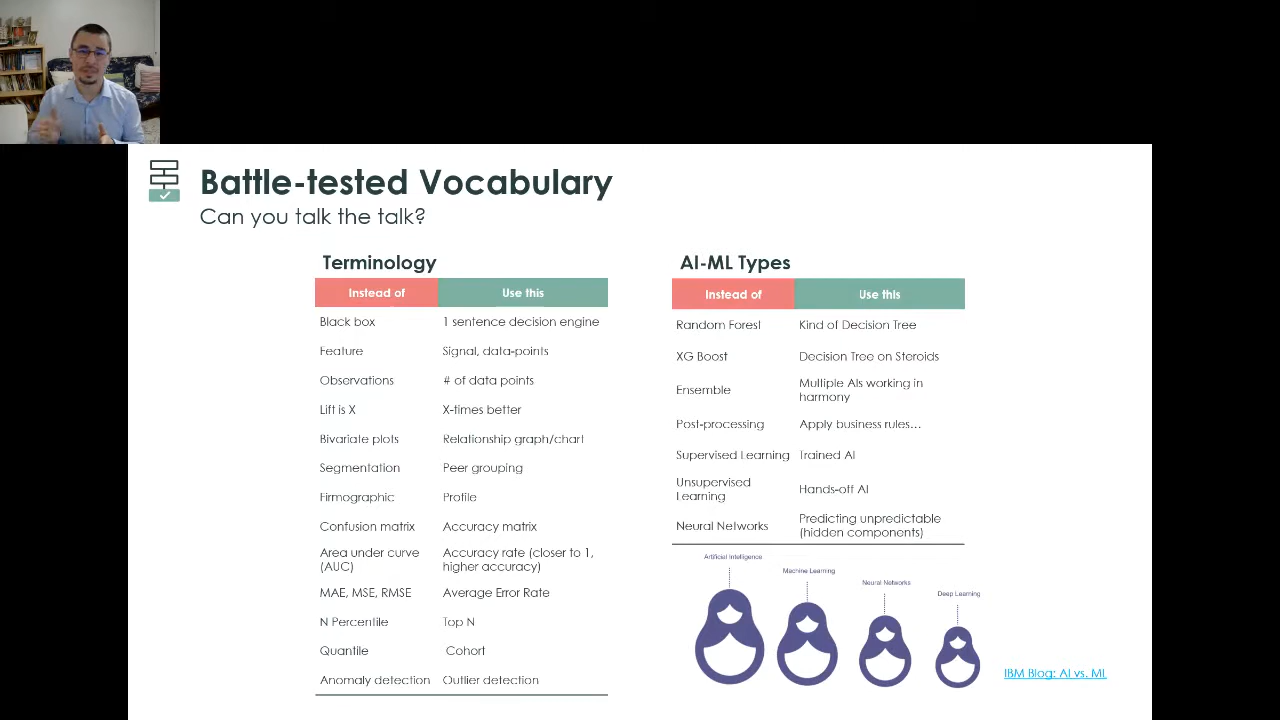 Battle-tested Vocabulary
Can you talk the talk?
Terminology
Instead of Use this
Black box 1 sentence decision engine
Feature Signal, data-points
Observations # of data points
Lift is X X-times better
Bivariate plots Relationship graph/chart
Segmentation Peer grouping
Firmographic Profile
Confusion matrix Accuracy matrix
Area under curve Accuracy rate (closer to 1,
(AUC) higher accuracy)
MAE, MSE, RMSE Average Error Rate
N Percentile Top N
Quantile Cohort
Anomaly detection Outlier detection
AI-ML Types
Instead of Use this
Random Forest Kind of Decision Tree
XG Boost Decision Tree on Steroids
Ensemble Multiple AIs working in
harmony
Post-processing Apply business rules…
Supervised Learning Trained AI
Unsupervised
Learning Hands-off AI
Neural Networks Predicting unpredictable
(hidden components)
Artificial Intelligence
Machine Learning
Neural Networks
Deep Learning
IBM Blog: AI vs. ML